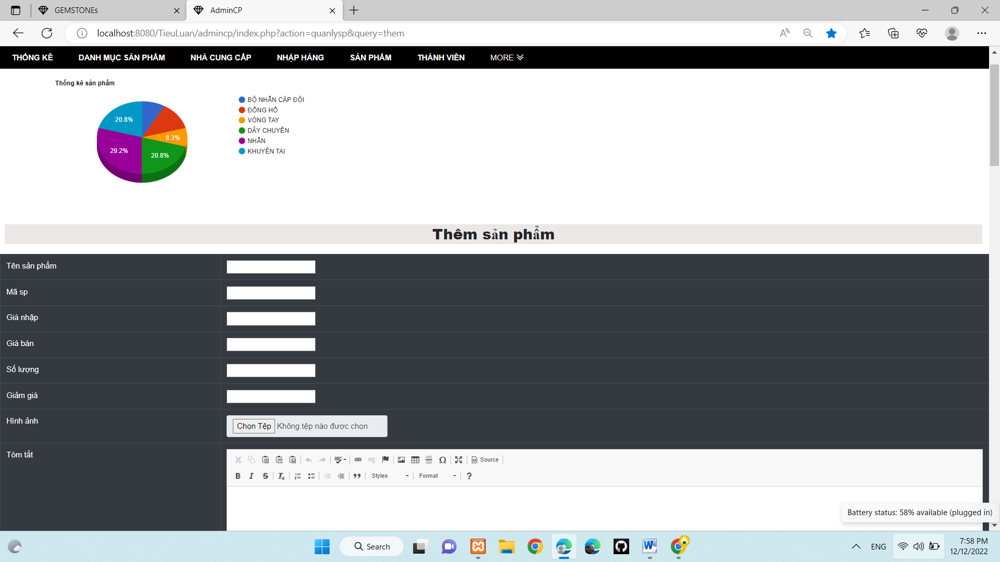 GEMSTONEs
AdminCP
localhost:8080/TieuLuan/admincp/index.php?action=quanlysp&query=them
THỐNG KÊ DANH MỤC SẢN PHẨM NHÀ CUNG CẤP NHẬP HÀNG SẢN PHẨM THÀNH VIÊN MORE
Thống kê sản phẩm
BỘ NHẪN CẶP ĐÔI
ĐỒNG HỒ
VÒNG TAY
DÂY CHUYỀN
NHẪN
KHUYÊN TAI
20.8%
8.3%
29.2%
20.8%
Thêm sản phẩm
Tên sản phẩm
Mã sp
Giá nhập
Giá bán
Số lượng
Giảm giá
Hình ảnh
Chọn Tệp Không tệp nào được chọn
Tóm tắt
Source
Styles Format
Battery status: 58% available (plugged in)
Search
ENG
7:58 PM
12/12/2022